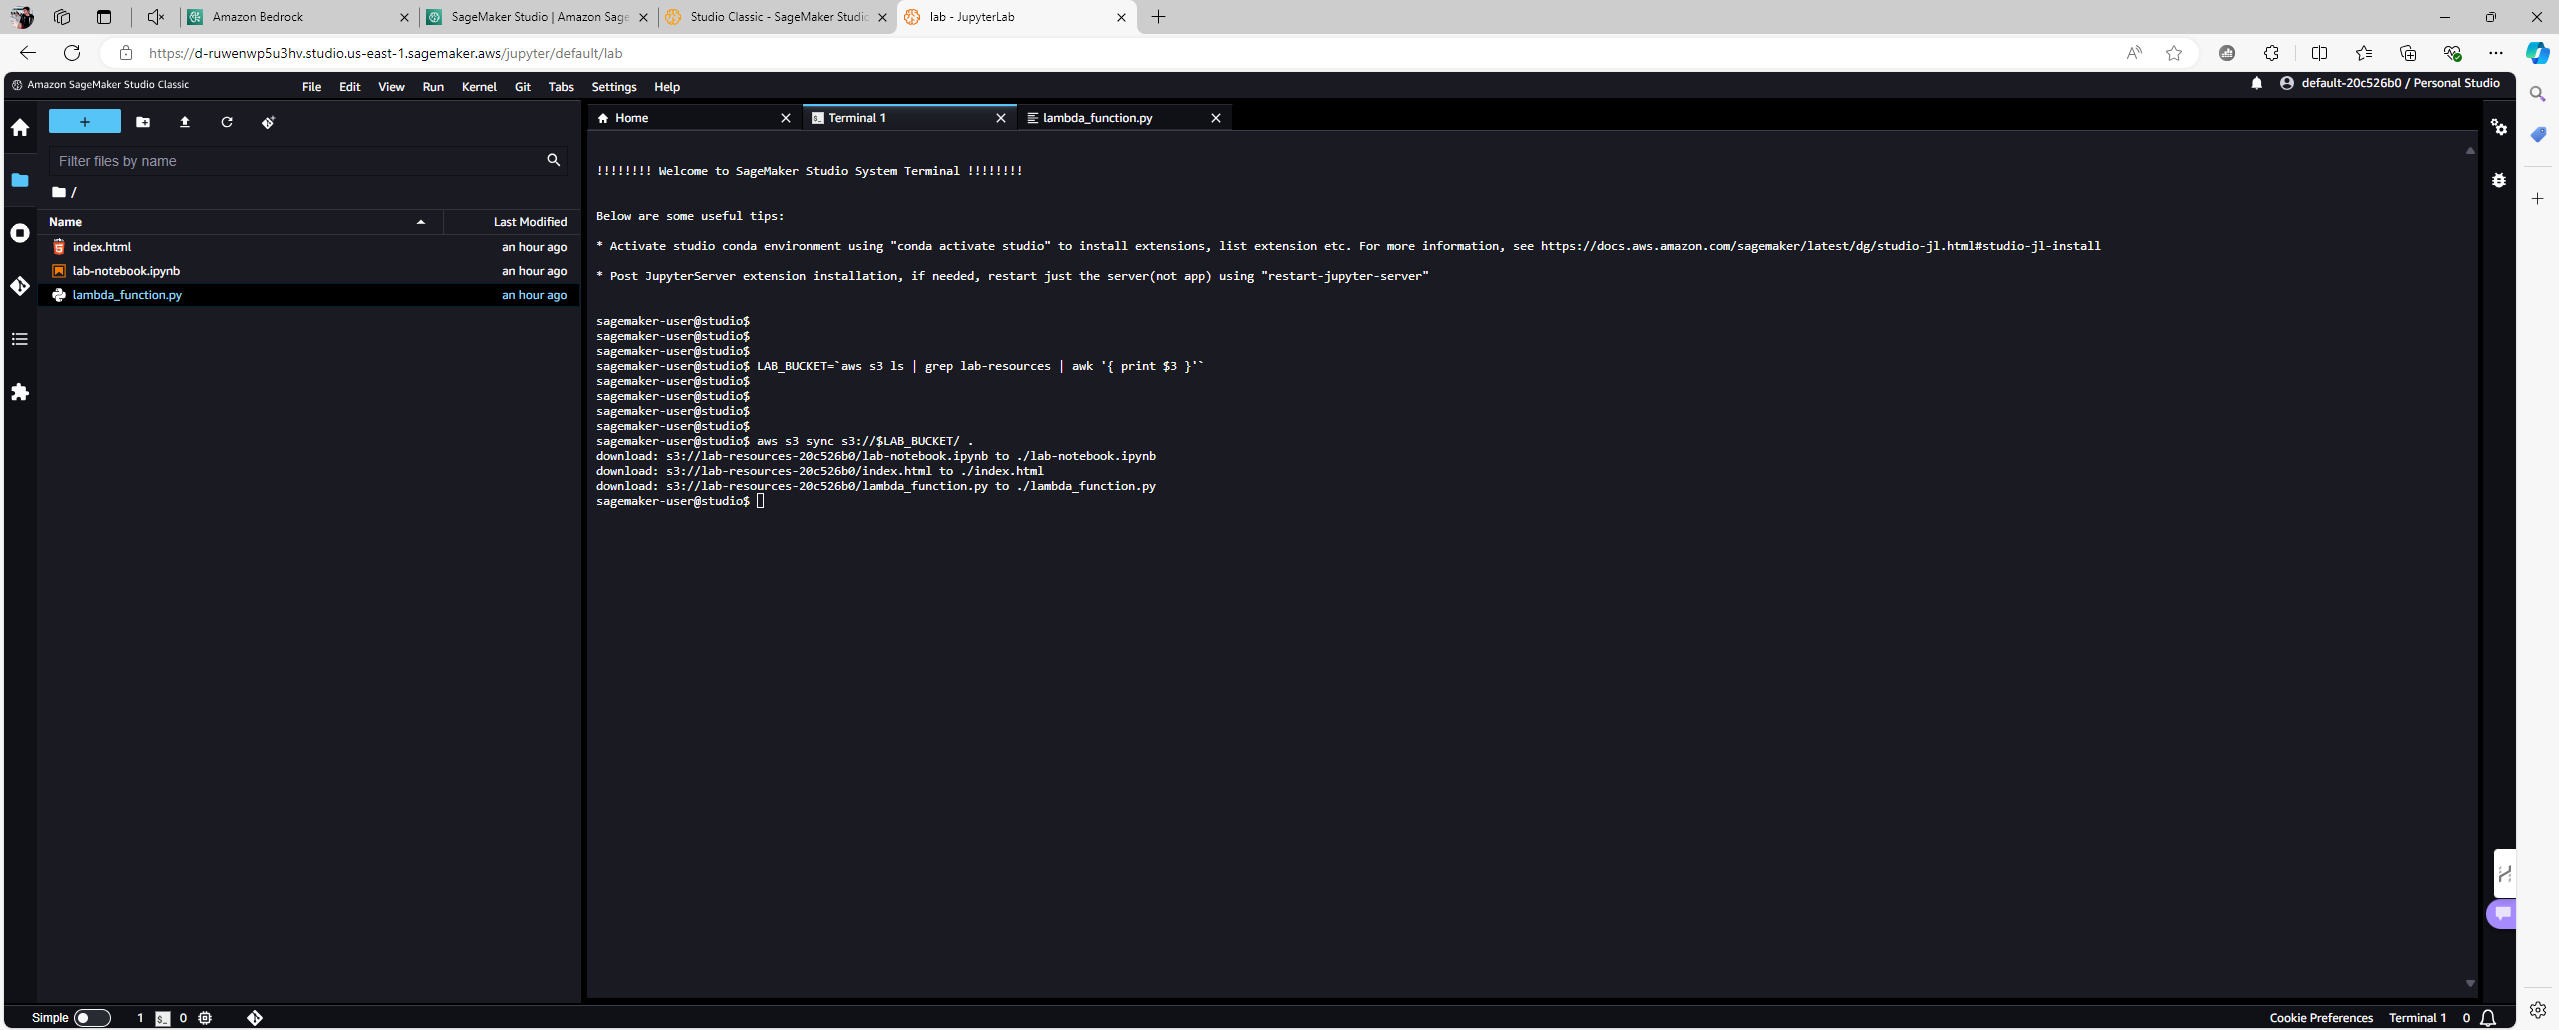 Amazon Bedrock
SageMaker Studio | Amazon Sage
Studio Classic - SageMaker Studio
lab - JupyterLab
https://d-ruwenwp5u3hv.studio.us-east-1.sagemaker.aws/jupyter/default/lab
Amazon SageMaker Studio Classic
File Edit View Run Kernel Git Tabs Settings Help
default-20c526b0 / Personal Studio
+
Filter files by name
/
Name Last Modified
index.html an hour ago
lab-notebook.ipynb an hour ago
lambda_function.py an hour ago
Home
Terminal 1
lambda_function.py
!!!!!!!! Welcome to SageMaker Studio System Terminal !!!!!!!!
Below are some useful tips:
* Activate studio conda environment using "conda activate studio" to install extensions, list extension etc. For more information, see https://docs.aws.amazon.com/sagemaker/latest/dg/studio-jl.html#studio-jl-install
* Post JupyterServer extension installation, if needed, restart just the server(not app) using "restart-jupyter-server"
sagemaker-user@studio$
sagemaker-user@studio$
sagemaker-user@studio$
sagemaker-user@studio$ LAB_BUCKET=`aws s3 ls | grep lab-resources | awk '{ print $3 }'`
sagemaker-user@studio$
sagemaker-user@studio$
sagemaker-user@studio$
sagemaker-user@studio$
sagemaker-user@studio$ aws s3 sync s3://$LAB_BUCKET/ .
download: s3://lab-resources-20c526b0/lab-notebook.ipynb to ./lab-notebook.ipynb
download: s3://lab-resources-20c526b0/index.html to ./index.html
download: s3://lab-resources-20c526b0/lambda_function.py to ./lambda_function.py
sagemaker-user@studio$
Simple 1 $_ 0
Cookie Preferences Terminal 1 0